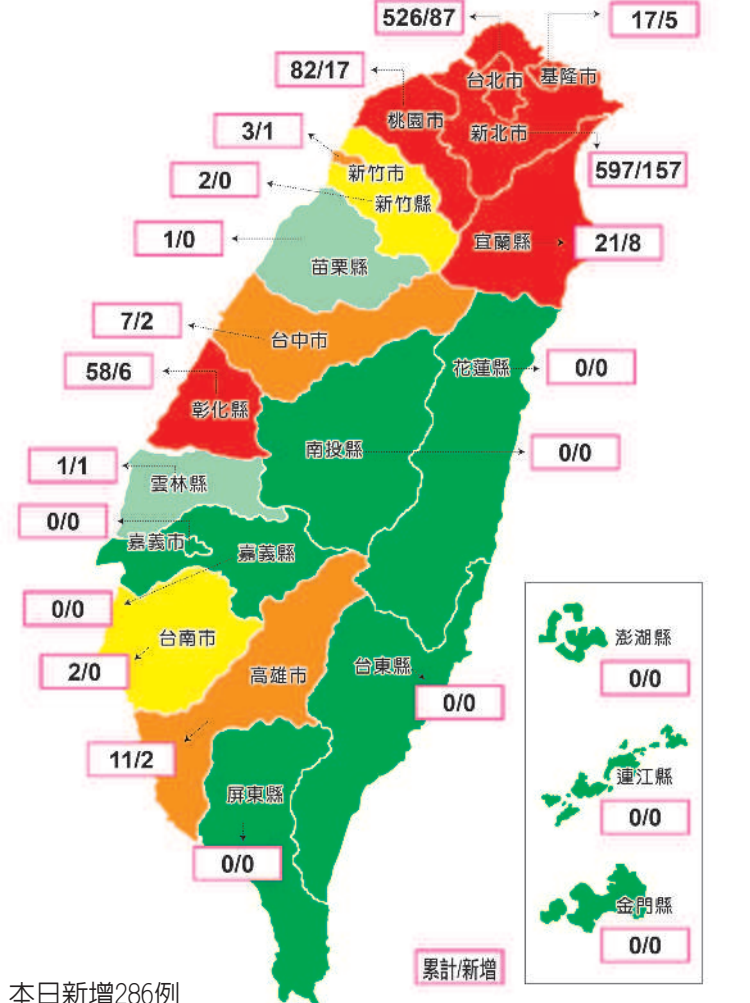 526/87
17/5
台北市
基隆市
82/17
桃園市
新北市
3/1
597/157
新竹市
2/0
新竹縣
1/0
宜蘭縣
21/8
苗栗縣
7/2
台中市
花蓮縣
0/0
58/6
彰化縣
南投縣
0/0
1/1
雲林縣
0/0
嘉義市
嘉義縣
0/0
台南市
澎湖縣
2/0
高雄市
台東縣
0/0
0/0
11/2
連江縣
屏東縣
0/0
0/0
金門縣
0/0
累計/新增
本日新增286例